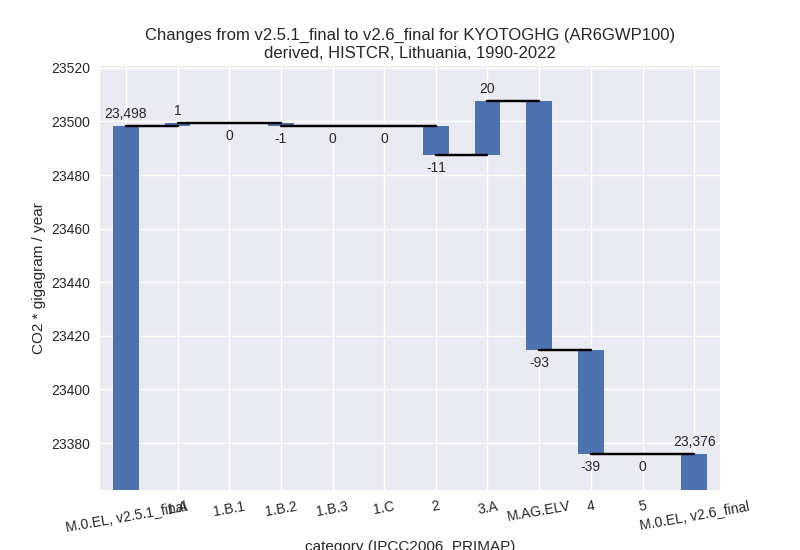 Changes from v2.5.1_final to v2.6_final for KYOTOGHG (AR6GWP100)
derived, HISTCR, Lithuania, 1990-2022
CO2 * gigagram / year
23520
23500
23480
23460
23440
23420
23400
23380
23,498
1
0
-1
0
0
-11
20
-93
-39
0
23,376
M.0.EL, v2.5.1_final
1.A
1.B.1
1.B.2
1.B.3
1.C
2
3.A
M.AG.ELV
4
5
M.0.EL, v2.6_final
category (IPCC2006_PRIMAP)